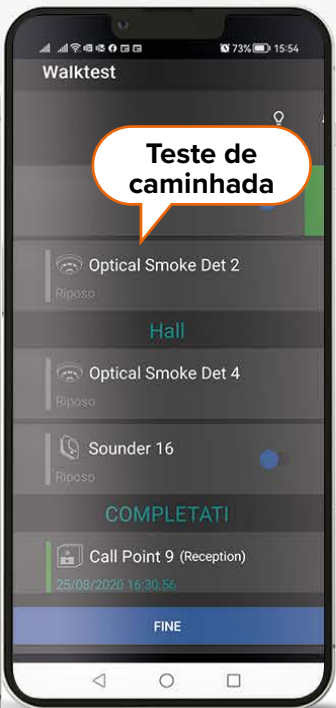 73% 15:54
Walktest
Teste de
caminhada
Optical Smoke Det 2
Riposo
Hall
Optical Smoke Det 4
Riposo
Sounder 16
Riposo
COMPLETATI
Call Point 9 (Reception)
25/08/2020 16:30:56
FINE